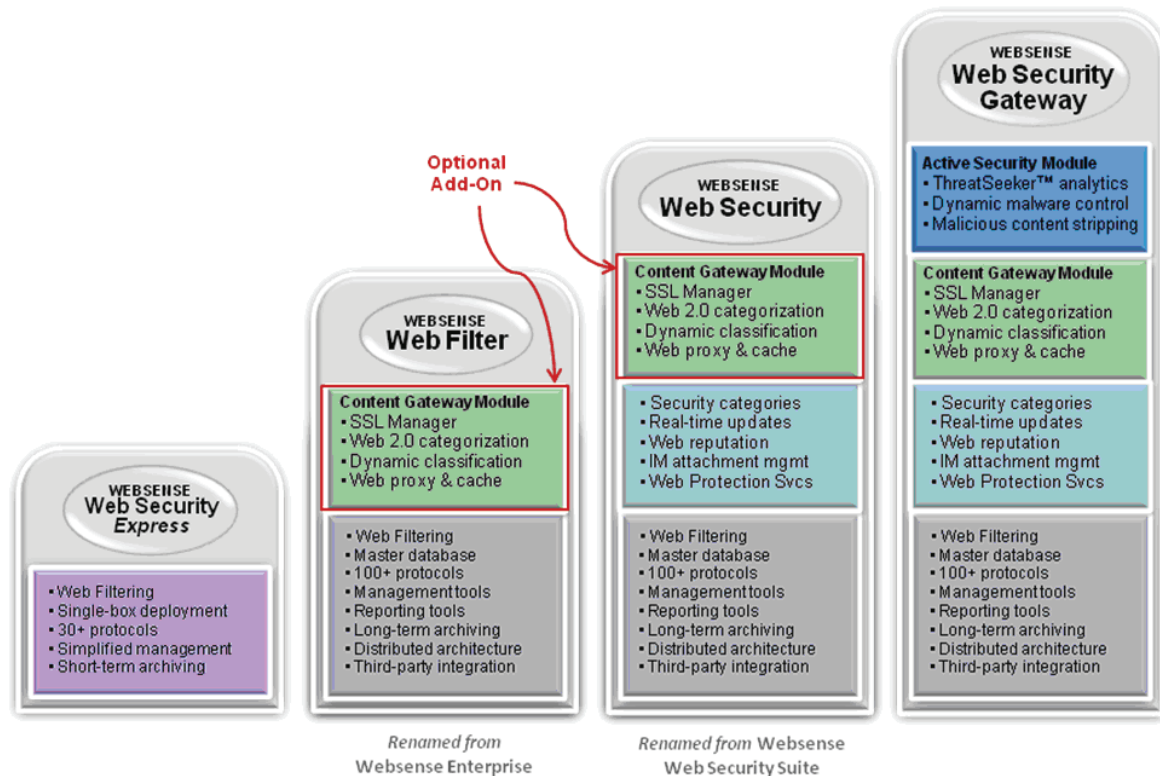 WEBSENSE
Web Security
Express
▪ Web Filtering
▪ Single-box deployment
▪ 30+ protocols
▪ Simplified management
▪ Short-term archiving
Optional
Add-On
WEBSENSE
Web Filter
Content Gateway Module
▪ SSL Manager
▪ Web 2.0 categorization
▪ Dynamic classification
▪ Web proxy & cache
▪ Web Filtering
▪ Master database
▪ 100+ protocols
▪ Management tools
▪ Reporting tools
▪ Long-term archiving
▪ Distributed architecture
▪ Third-party integration
Renamed from
Websense Enterprise
WEBSENSE
Web Security
Content Gateway Module
▪ SSL Manager
▪ Web 2.0 categorization
▪ Dynamic classification
▪ Web proxy & cache
▪ Security categories
▪ Real-time updates
▪ Web reputation
▪ IM attachment mgmt
▪ Web Protection Svcs
▪ Web Filtering
▪ Master database
▪ 100+ protocols
▪ Management tools
▪ Reporting tools
▪ Long-term archiving
▪ Distributed architecture
▪ Third-party integration
Renamed from Websense
Web Security Suite
WEBSENSE
Web Security
Gateway
Active Security Module
▪ ThreatSeeker™ analytics
▪ Dynamic malware control
▪ Malicious content stripping
Content Gateway Module
▪ SSL Manager
▪ Web 2.0 categorization
▪ Dynamic classification
▪ Web proxy & cache
▪ Security categories
▪ Real-time updates
▪ Web reputation
▪ IM attachment mgmt
▪ Web Protection Svcs
▪ Web Filtering
▪ Master database
▪ 100+ protocols
▪ Management tools
▪ Reporting tools
▪ Long-term archiving
▪ Distributed architecture
▪ Third-party integration